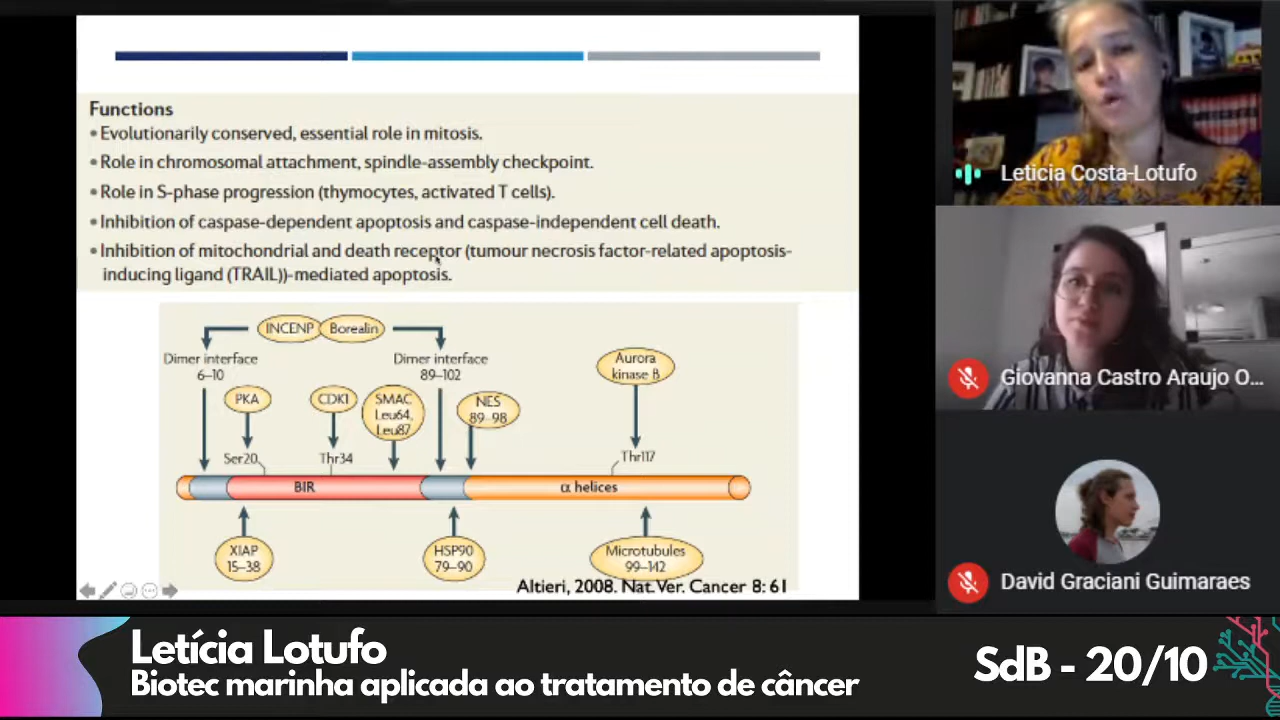 Functions
• Evolutionarily conserved, essential role in mitosis.
• Role in chromosomal attachment, spindle-assembly checkpoint.
• Role in S-phase progression (thymocytes, activated T cells).
• Inhibition of caspase-dependent apoptosis and caspase-independent cell death.
• Inhibition of mitochondrial and death receptor (tumour necrosis factor-related apoptosis-
inducing ligand (TRAIL))-mediated apoptosis.
INCENP
Borealin
Dimer interface
6–10
Dimer interface
89–102
Aurora
kinase B
PKA
CDK1
SMAC
Leu64,
Leu87
NES
89–98
Ser20
Thr34
Thr117
BIR
α helices
XIAP
15–38
HSP90
79–90
Microtubules
99–142
Altieri, 2008. Nat. Ver. Cancer 8: 61
Leticia Costa-Lotufo
Giovanna Castro Araujo O...
David Graciani Guimaraes
Letícia Lotufo
Biotec marinha aplicada ao tratamento de câncer
SdB - 20/10